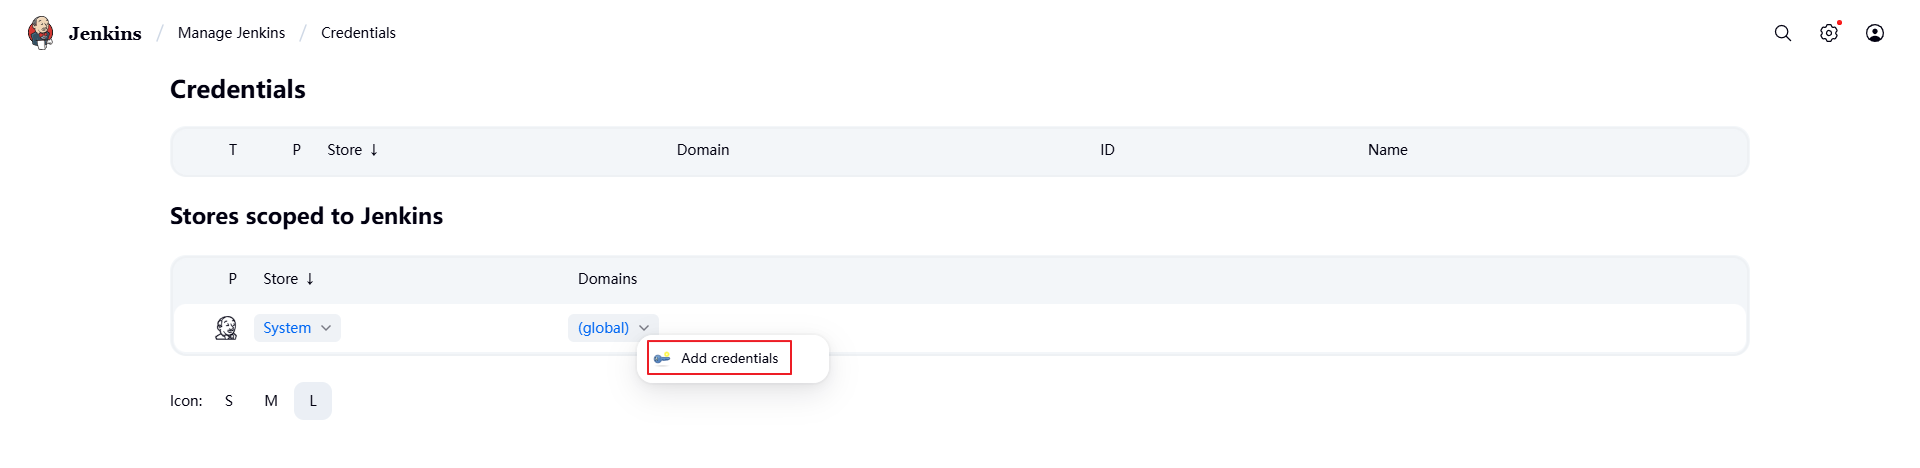 Jenkins / Manage Jenkins / Credentials
Credentials
T P Store ↓ Domain ID Name
Stores scoped to Jenkins
P Store ↓ Domains
System (global)
Add credentials
Icon: S M L